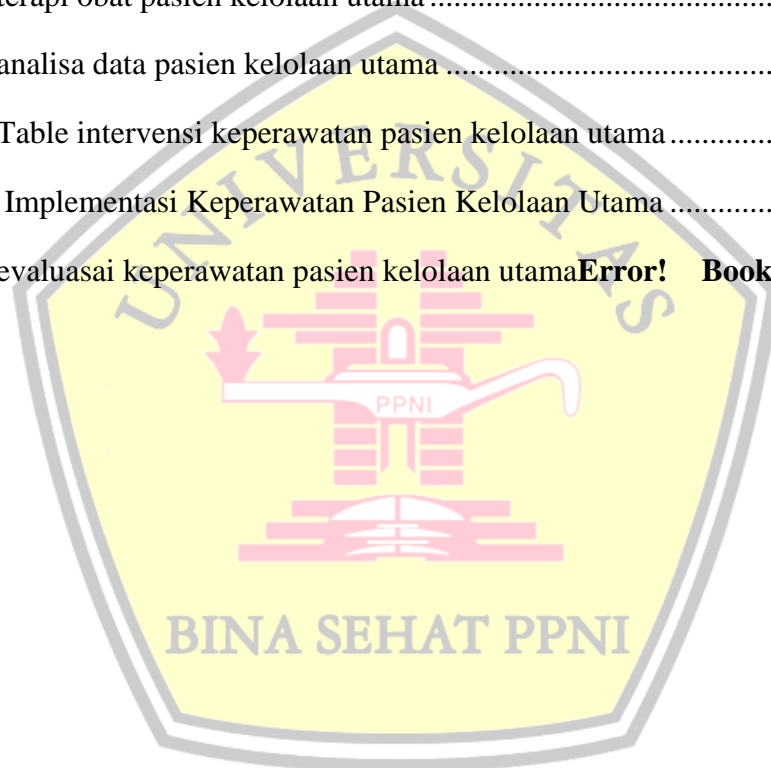 terapi obat pasien kelolaan utama ........................................
analisa data pasien kelolaan utama ......................................
Table intervensi keperawatan pasien kelolaan utama ............
Implementasi Keperawatan Pasien Kelolaan Utama ............
evaluasai keperawatan pasien kelolaan utamaError! Book
UNIVERSITAS
PPNI
BINA SEHAT PPNI